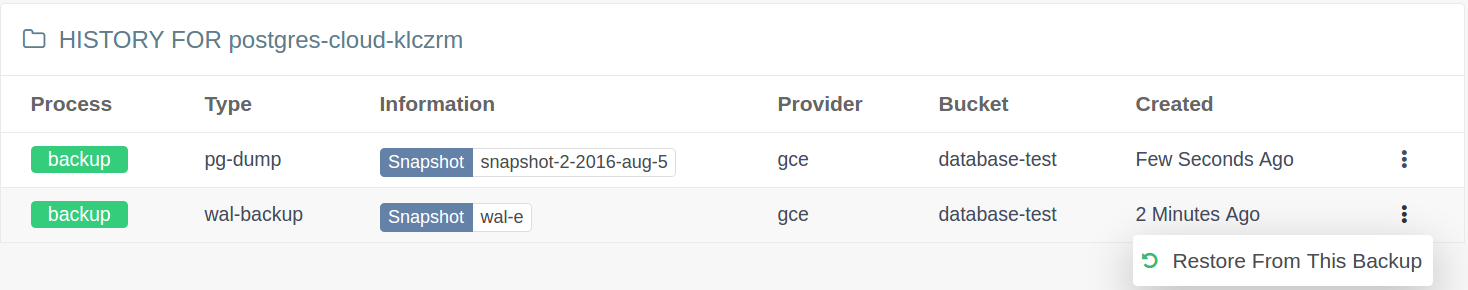 HISTORY FOR postgres-cloud-klczrm
Process Type Information Provider Bucket Created
backup pg-dump Snapshot snapshot-2-2016-aug-5 gce database-test Few Seconds Ago
backup wal-backup Snapshot wal-e gce database-test 2 Minutes Ago
Restore From This Backup